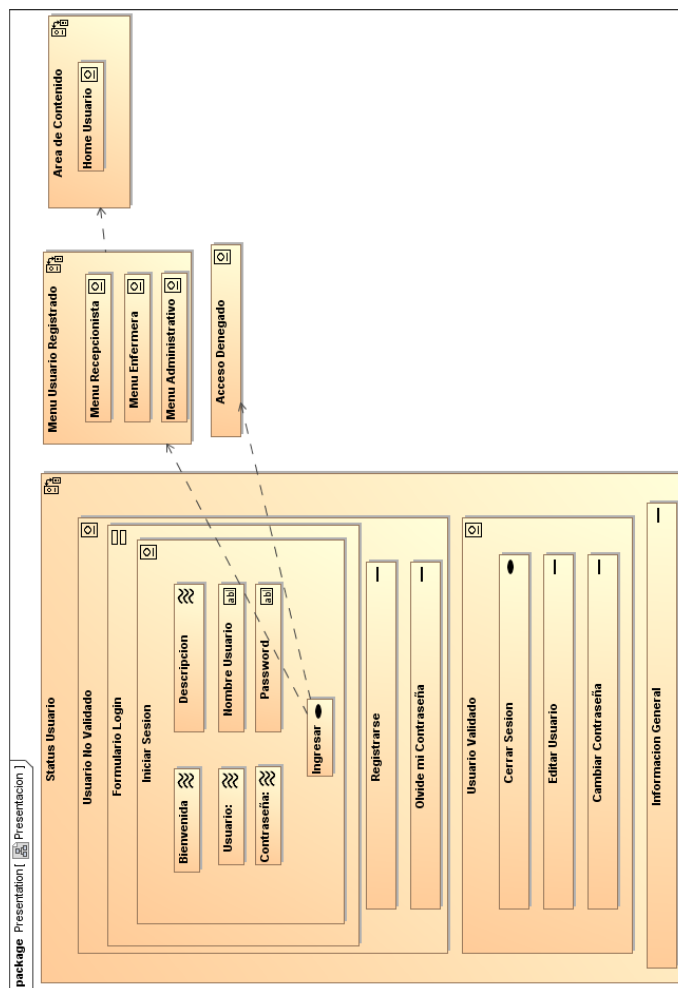 package Presentation [ Presentacion ]
Status Usuario
Usuario No Validado
Formulario Login
Iniciar Sesion
Bienvenida
Descripcion
Usuario:
Nombre Usuario
abl
Contraseña:
Password
abl
Ingresar
Registrarse
Olvide mi Contraseña
Usuario Validado
Cerrar Sesion
Editar Usuario
Cambiar Contraseña
Informacion General
Menu Usuario Registrado
Menu Recepcionista
Menu Enfermera
Menu Administrativo
Acceso Denegado
Area de Contenido
Home Usuario